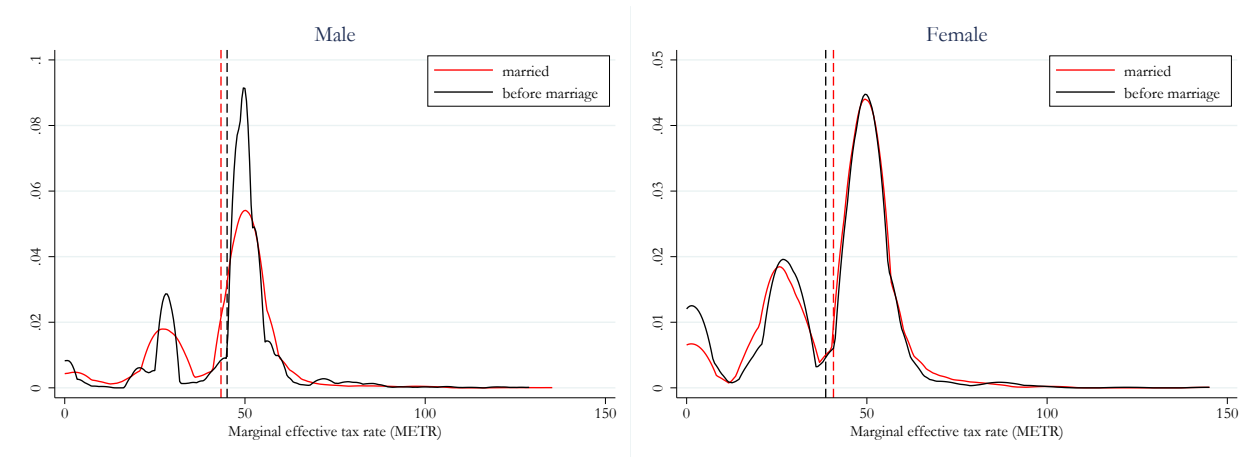 Male
married
before marriage
.1
.08
.06
.04
.02
0
0
50
100
150
Marginal effective tax rate (METR)
Female
married
before marriage
.05
.04
.03
.02
.01
0
0
50
100
150
Marginal effective tax rate (METR)